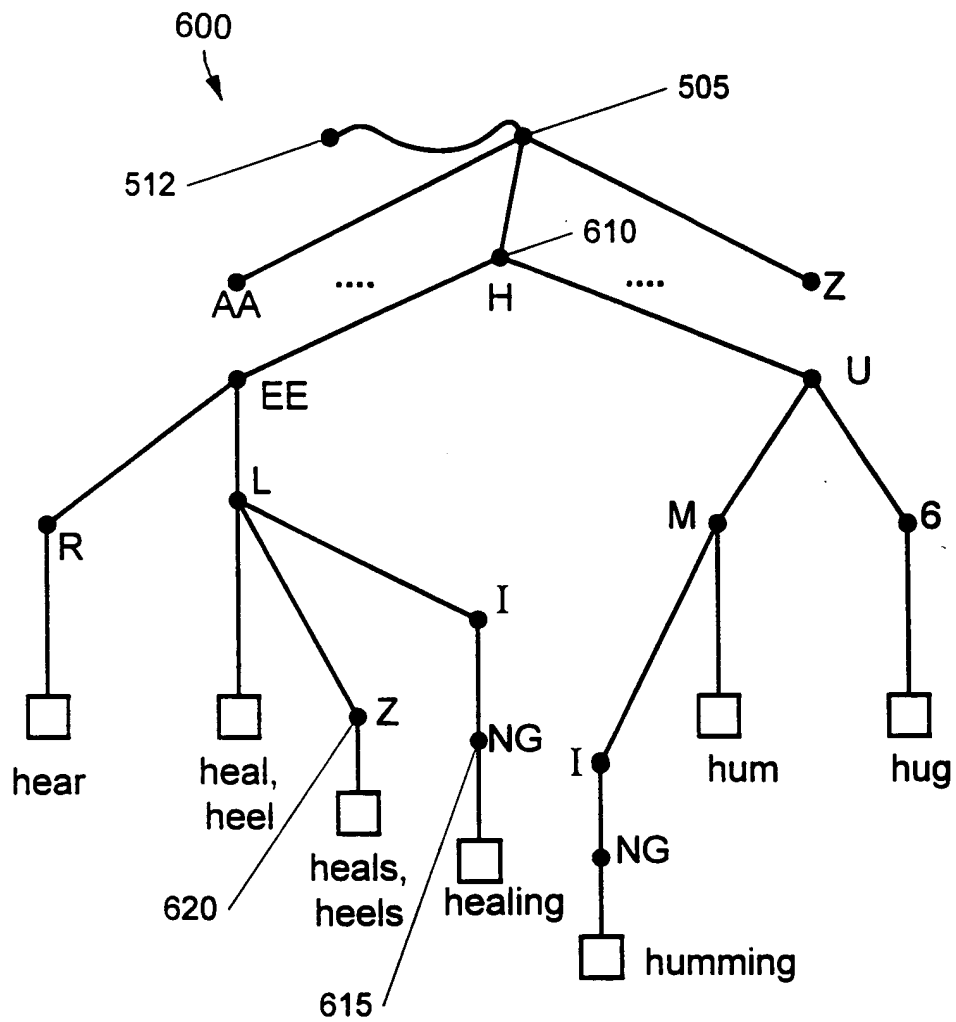 600
505
512
610
AA
....
H
....
Z
EE
U
L
R
M
6
I
Z
NG
I
hear
heal,
heel
hum
hug
NG
heals,
heels
healing
620
humming
615